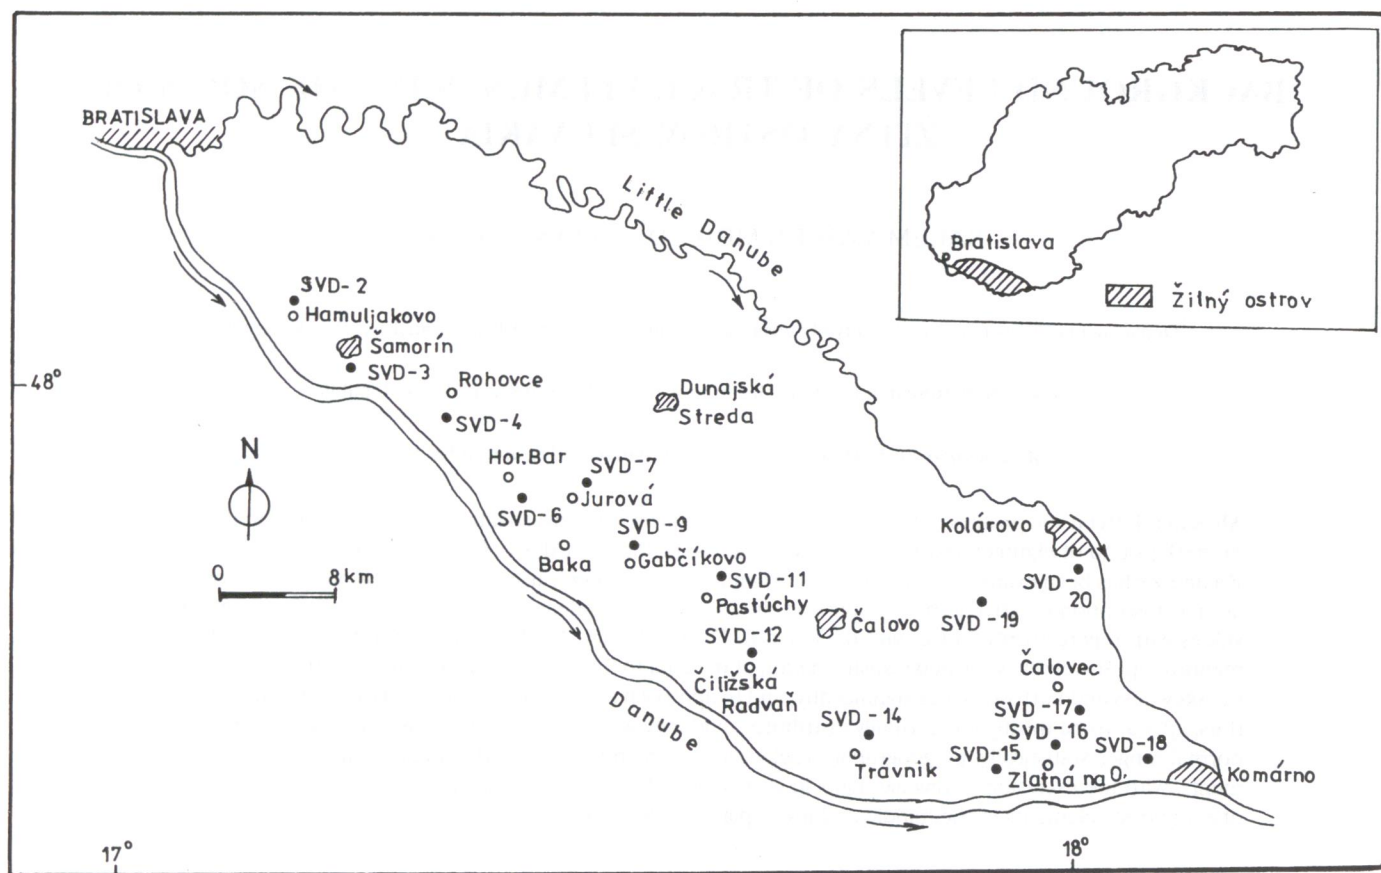 BRATISLAVA
Little Danube
Bratislava
Žilný ostrov
SVD-2
Hamuljakovo
Šamorín
SVD-3
48°
Rohovce
SVD-4
Dunajská
Streda
N
Hor.Bar
SVD-7
Jurová
SVD-6
SVD-9
Kolárovo
Baka
Gabčíkovo
0 8 km
SVD-11
Pastúchy
SVD-
20
SVD-19
Čalovo
SVD-12
Čiližská
Radvaň
Čalovec
SVD-17
Danube
SVD-14
SVD-16
SVD-15
SVD-18
Trávnik
Zlatná na O.
Komárno
17°
18°